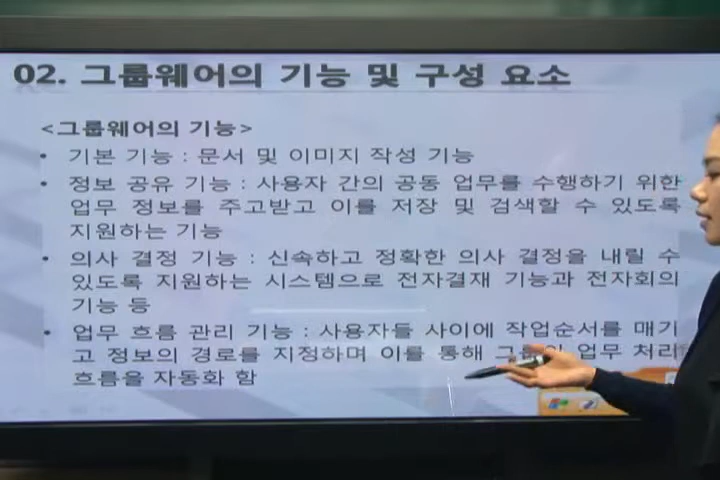 02. 그룹웨어의 기능 및 구성 요소
<그룹웨어의 기능>
• 기본 기능 : 문서 및 이미지 작성 기능
• 정보 공유 기능 : 사용자 간의 공동 업무를 수행하기 위한
업무 정보를 주고받고 이를 저장 및 검색할 수 있도록
지원하는 기능
• 의사 결정 기능 : 신속하고 정확한 의사 결정을 내릴 수
있도록 지원하는 시스템으로 전자결재 기능과 전자회의
기능 등
• 업무 흐름 관리 기능 : 사용자들 사이에 작업순서를 매기
고 정보의 경로를 지정하며 이를 통해 업무 처리
흐름을 자동화 함